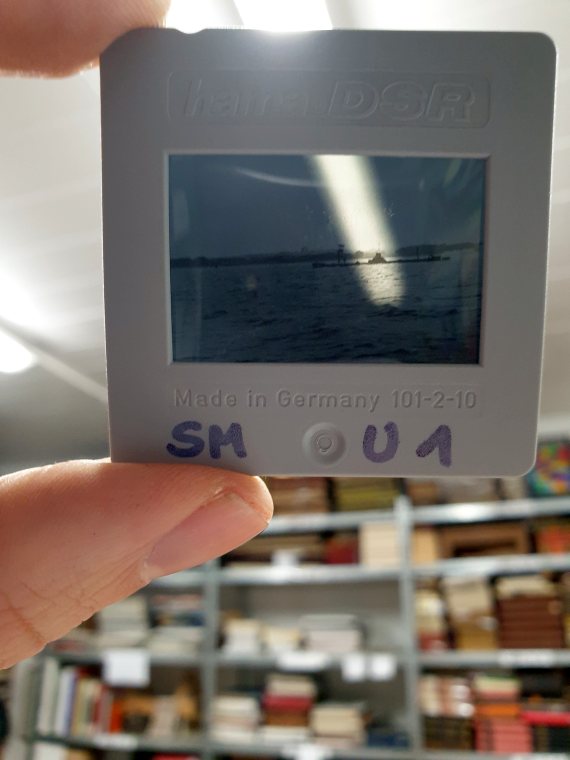 hama DSR
Made in Germany 101-2-10
SM U1